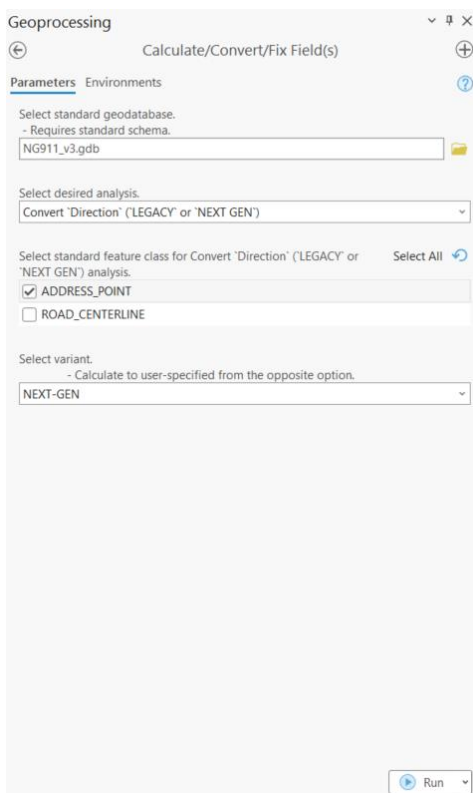 Geoprocessing
Calculate/Convert/Fix Field(s)
Parameters Environments
Select standard geodatabase.
- Requires standard schema.
NG911_v3.gdb
Select desired analysis.
Convert `Direction` (`LEGACY` or `NEXT GEN`)
Select standard feature class for Convert `Direction` (`LEGACY` or Select All
`NEXT GEN`) analysis.
ADDRESS_POINT
ROAD_CENTERLINE
Select variant.
- Calculate to user-specified from the opposite option.
NEXT-GEN
Run